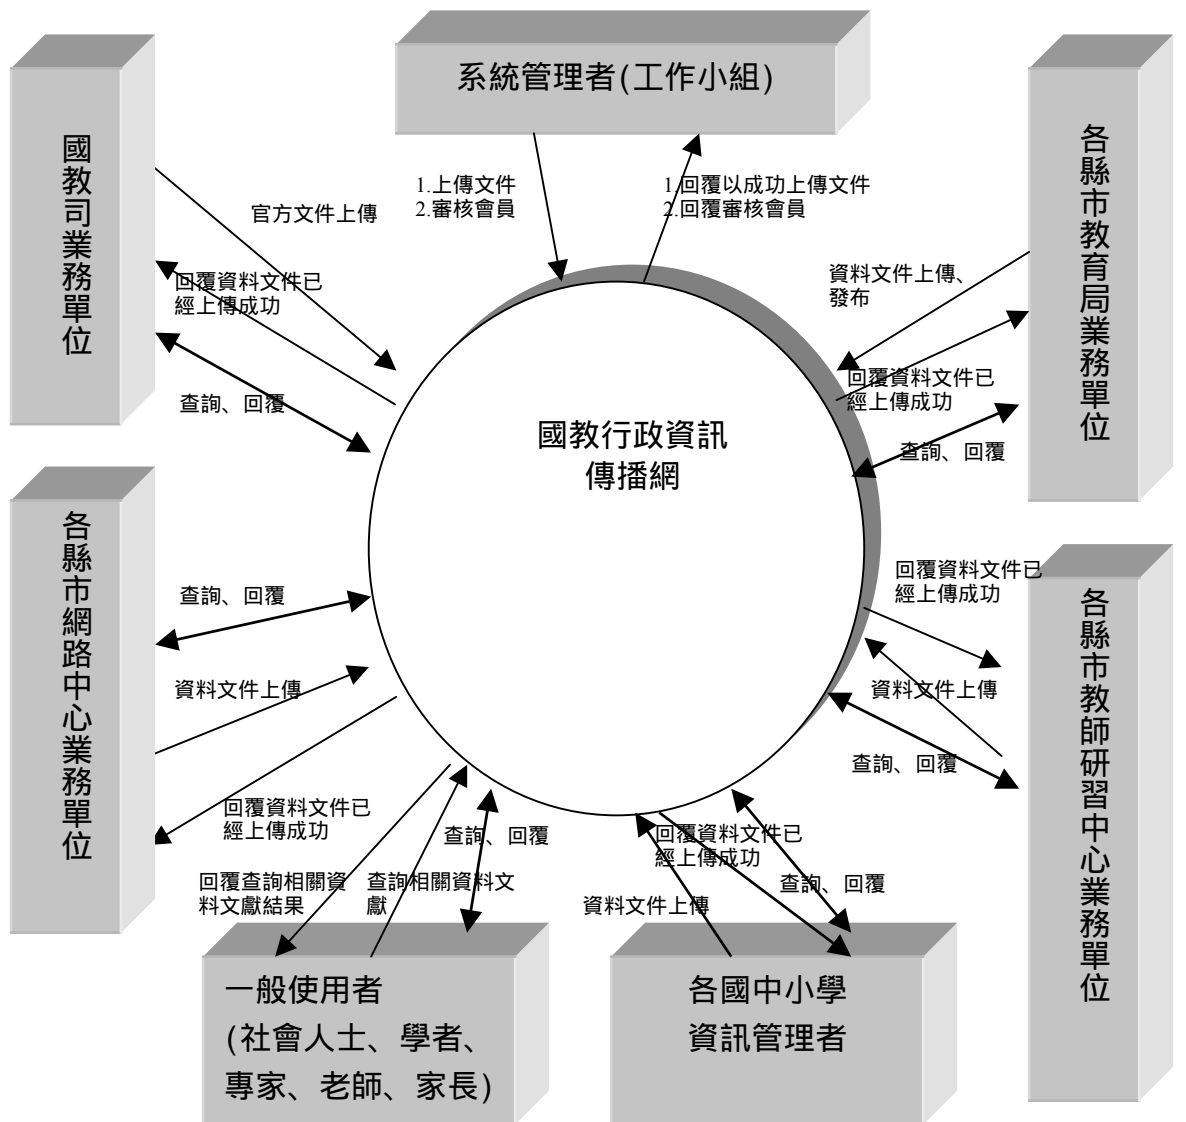 系統管理者(工作小組)
國教司業務單位
各縣市教育局業務單位
1.上傳文件
2.審核會員
1.回覆以成功上傳文件
2.回覆審核會員
官方文件上傳
回覆資料文件已
經上傳成功
查詢、回覆
資料文件上傳、
發布
回覆資料文件已
經上傳成功
查詢、回覆
國教行政資訊
傳播網
各縣市網路中心業務單位
查詢、回覆
資料文件上傳
回覆資料文件已
經上傳成功
各縣市教師研習中心業務單位
回覆資料文件已
經上傳成功
資料文件上傳
查詢、回覆
回覆查詢相關資
料文獻結果
查詢相關資料文
獻
查詢、回覆
回覆資料文件已
經上傳成功
查詢、回覆
資料文件上傳
一般使用者
(社會人士、學者、
專家、老師、家長)
各國中小學
資訊管理者